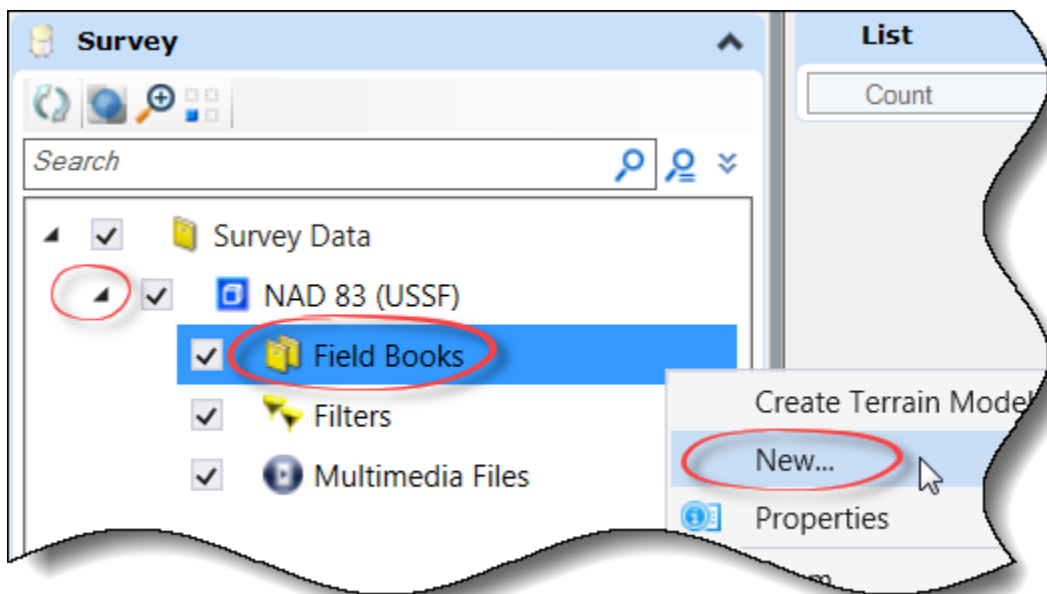 Survey
List
Count
Search
Survey Data
NAD 83 (USSF)
Field Books
Filters
Multimedia Files
Create Terrain Model
New...
Properties